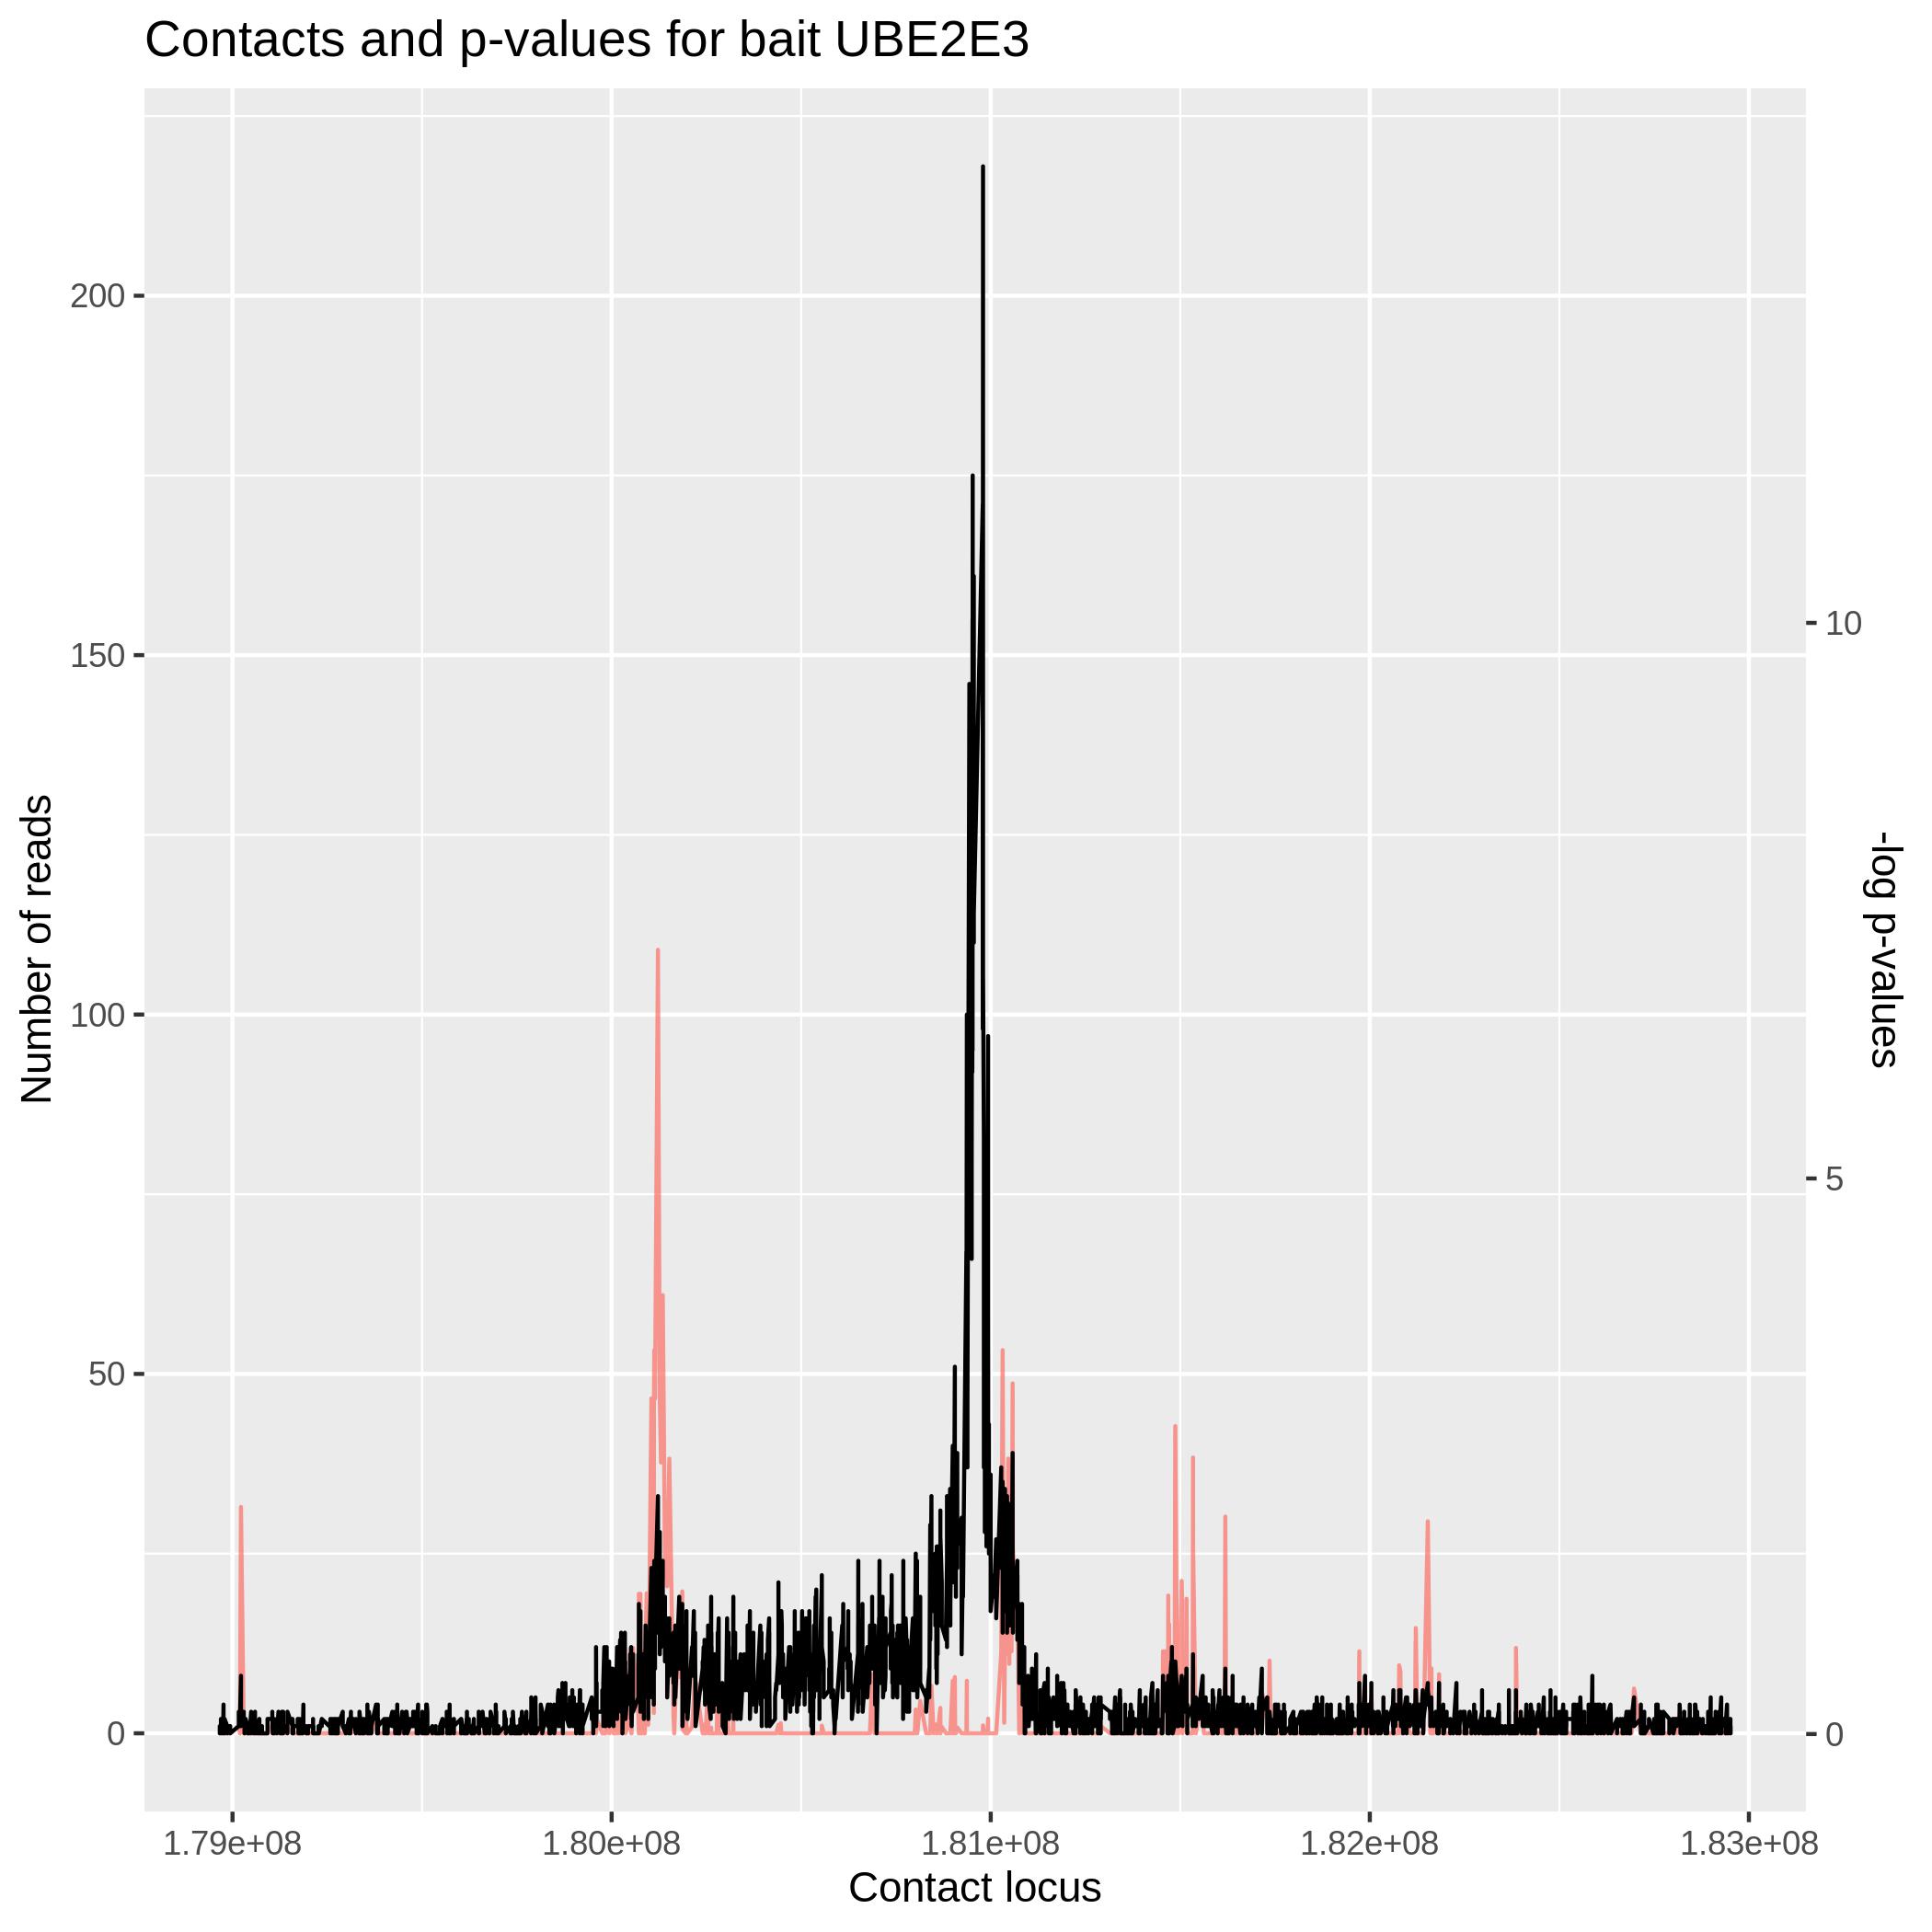 Contacts and p-values for bait UBE2E3
Number of reads
200
150
100
50
0
10
5
0
-log p-values
1.79e+08 1.80e+08 1.81e+08 1.82e+08 1.83e+08
Contact locus